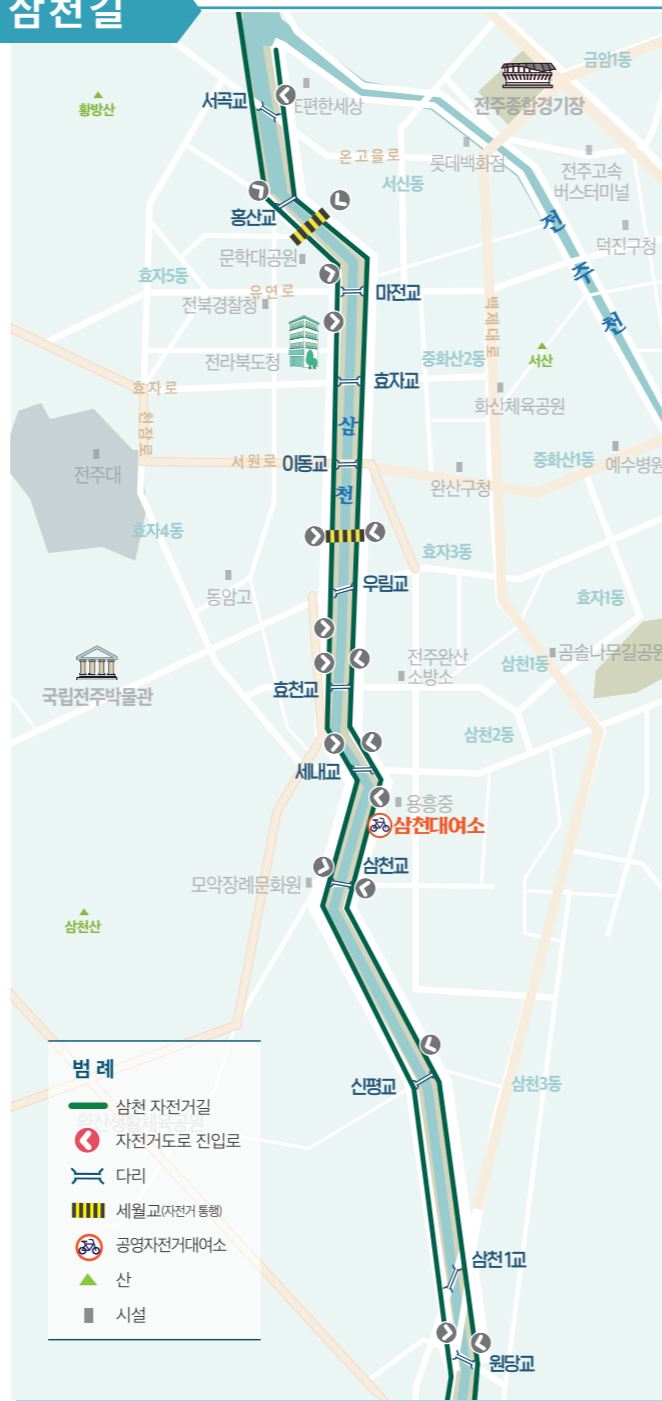 삼천길
서곡교
E편한세상
황방산
금암1동
전주종합경기장
온고을로
롯데백화점
전주고속
버스터미널
서신동
홍산교
전주천
덕진구청
문학대공원
효자5동
유연로
마전교
전북경찰청
백제대로
전라북도청
중화산2동
서산
효자로
효자교
화산체육공원
천잠로
삼천
서원로
이동교
중화산1동
예수병원
전주대
완산구청
효자4동
효자3동
동암고
우림교
효자1동
전주완산
소방소
삼천1동
곰솔나무길공원
국립전주박물관
효천교
삼천2동
세내교
용흥중
삼천대여소
삼천교
모악장례문화원
삼천산
신평교
삼천3동
범례
삼천 자전거길
완산생활체육공원
자전거도로 진입로
다리
세월교(자전거 통행)
공영자전거대여소
산
시설
삼천1교
원당교